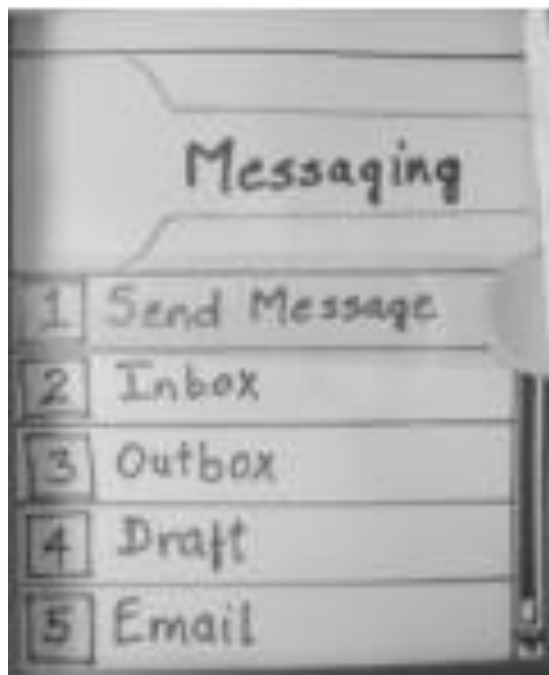 Messaging
1 Send Message
2 Inbox
3 Outbox
4 Draft
5 Email